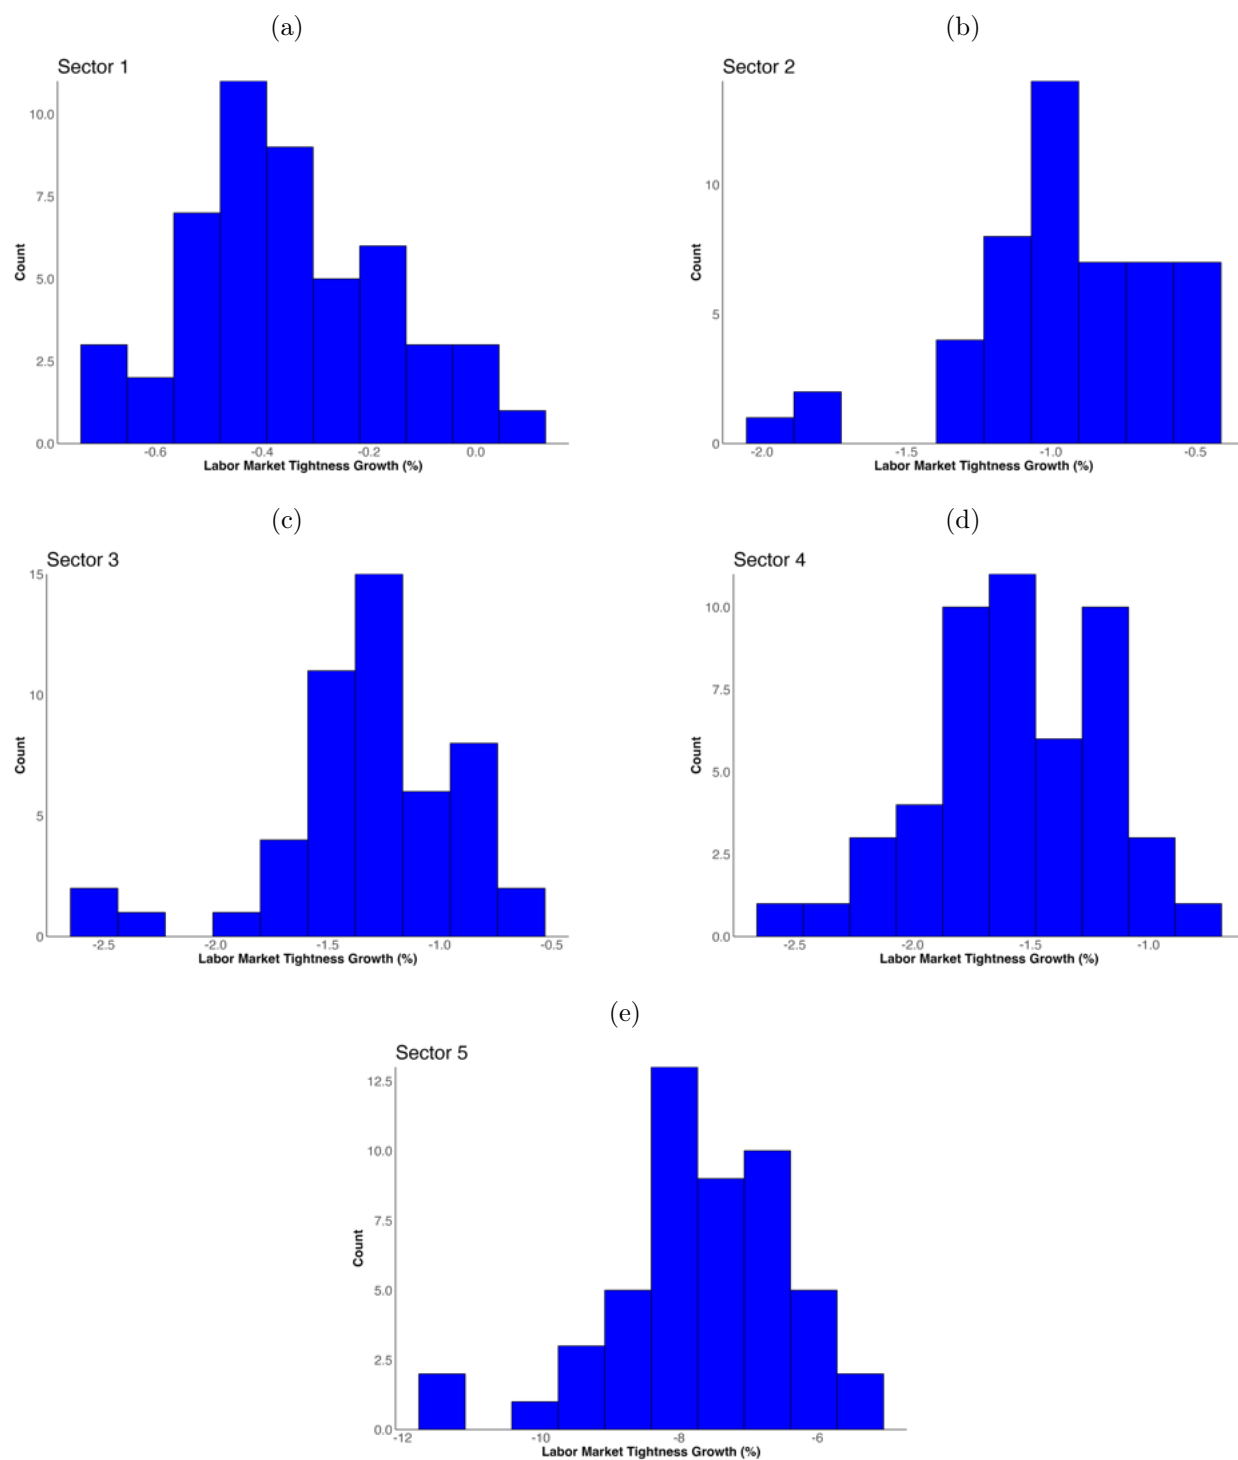 (a)
Sector 1
10.0
7.5
5.0
2.5
0.0
Count
-0.6 -0.4 -0.2 0.0
Labor Market Tightness Growth (%)
(b)
Sector 2
10
5
0
Count
-2.0 -1.5 -1.0 -0.5
Labor Market Tightness Growth (%)
(c)
Sector 3
15
10
5
0
Count
-2.5 -2.0 -1.5 -1.0 -0.5
Labor Market Tightness Growth (%)
(d)
Sector 4
10.0
7.5
5.0
2.5
0.0
Count
-2.5 -2.0 -1.5 -1.0
Labor Market Tightness Growth (%)
(e)
Sector 5
12.5
10.0
7.5
5.0
2.5
0.0
Count
-12 -10 -8 -6
Labor Market Tightness Growth (%)